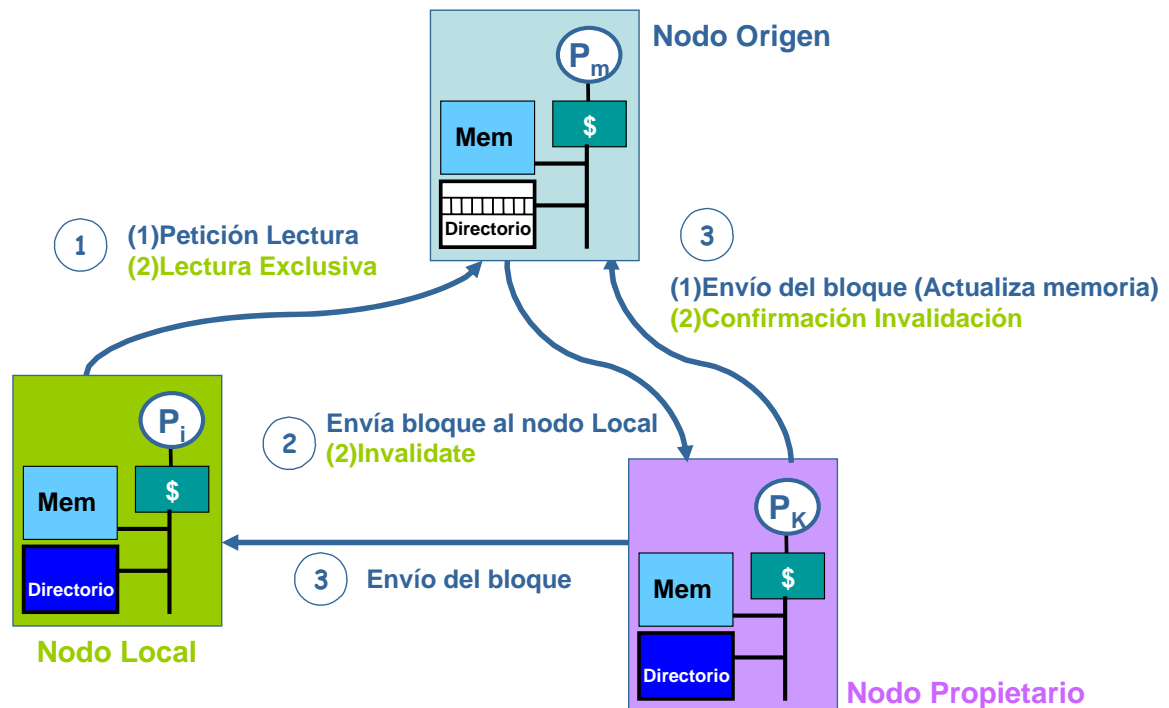 Nodo Origen
Pm
$
Mem
Directorio
1
(1)Petición Lectura
(2)Lectura Exclusiva
3
(1)Envío del bloque (Actualiza memoria)
(2)Confirmación Invalidación
Pi
$
Mem
Directorio
Nodo Local
2
Envía bloque al nodo Local
(2)Invalidate
3
Envío del bloque
PK
$
Mem
Directorio
Nodo Propietario